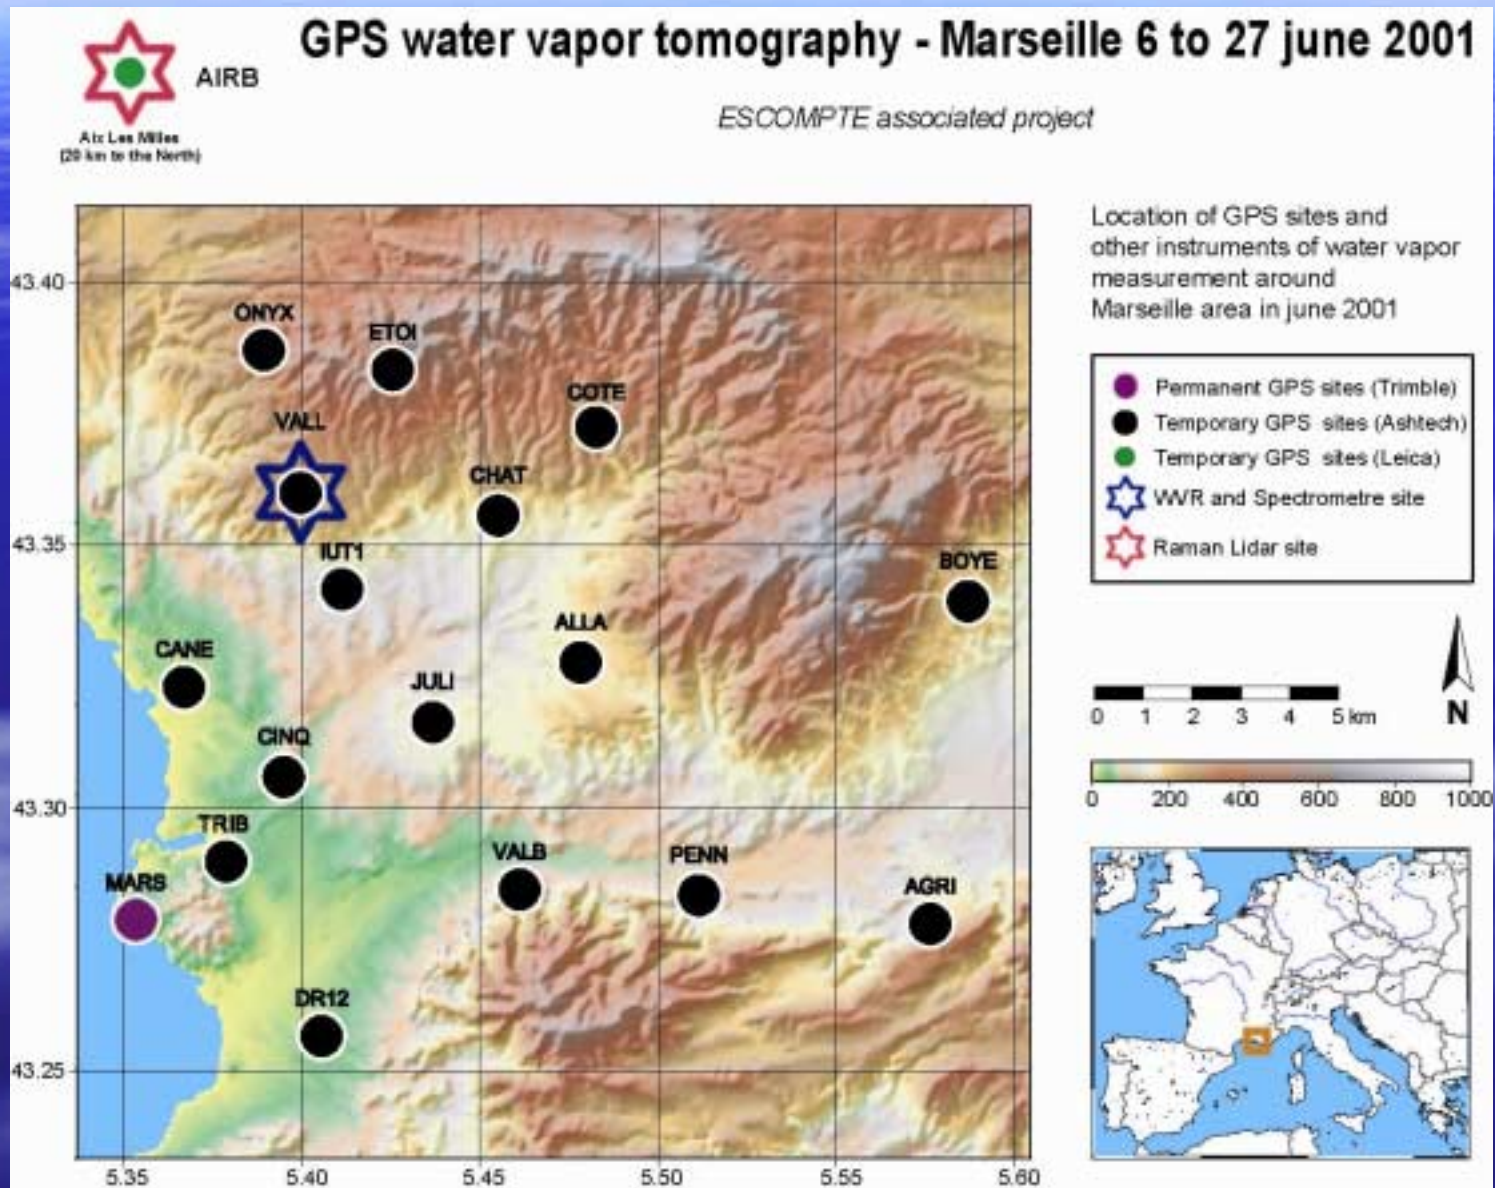 GPS water vapor tomography - Marseille 6 to 27 june 2001
AIRB
ESCOMPTE associated project
Aix Les Milles
(20 km to the North)
Location of GPS sites and
other instruments of water vapor
measurement around
Marseille area in june 2001
Permanent GPS sites (Trimble)
Temporary GPS sites (Ashtech)
Temporary GPS sites (Leica)
WVR and Spectrometre site
Raman Lidar site
43.40
ONYX
ETOI
COTE
VALL
CHAT
43.35
IUT1
BOYE
ALLA
CANE
JULI
CINQ
43.30
TRIB
VALB
PENN
MARS
AGRI
DR12
43.25
5.35 5.40 5.45 5.50 5.55 5.60
0 1 2 3 4 5 km
N
0 200 400 600 800 1000